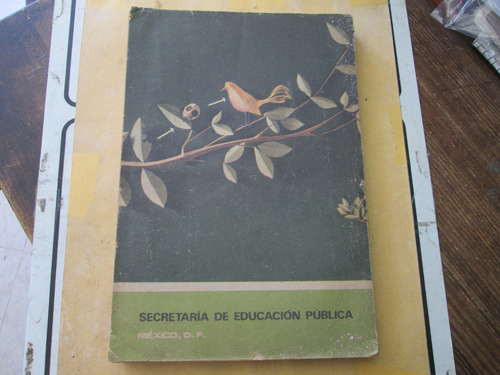 SECRETARÍA DE EDUCACIÓN PÚBLICA
MÉXICO, D. F.